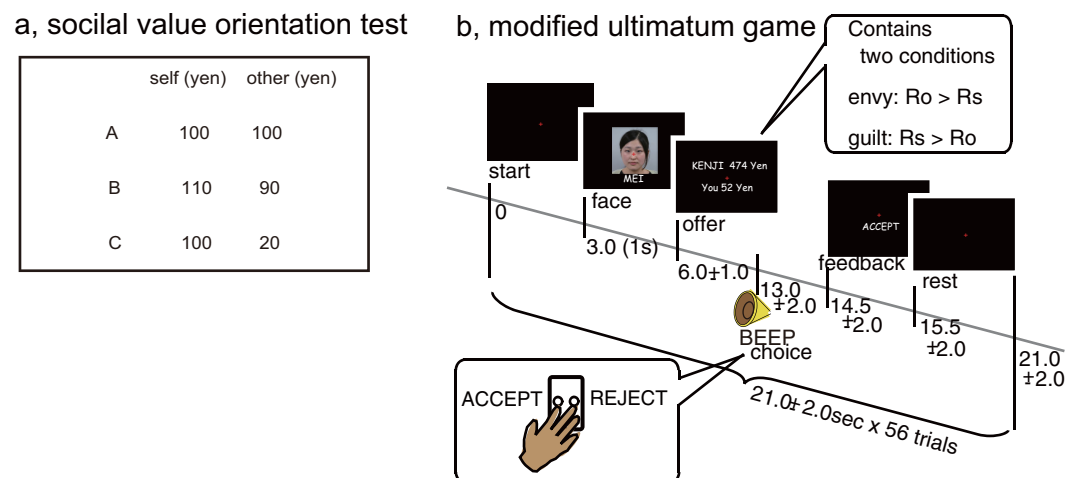 a, socilal value orientation test
self (yen) other (yen)
A 100 100
B 110 90
C 100 20
b, modified ultimatum game
Contains
two conditions
envy: Ro > Rs
guilt: Rs > Ro
start
0
MEI
face
3.0 (1s)
KENJI 474 Yen
You 52 Yen
offer
6.0±1.0
13.0
±2.0
BEEP
choice
ACCEPT
feedback
14.5
±2.0
rest
15.5
±2.0
21.0
±2.0
ACCEPT REJECT
21.0±2.0sec x 56 trials